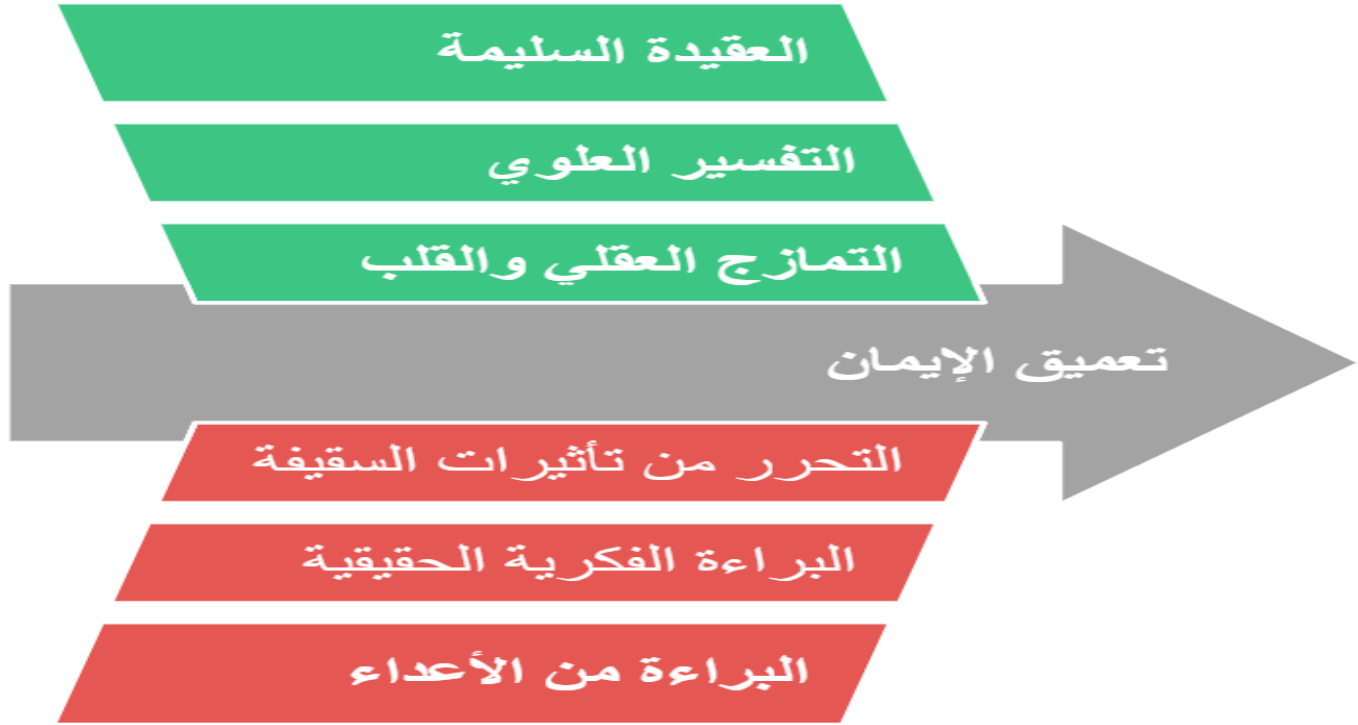 العقيدة السليمة
التفسير العلوي
التمازج العقلي والقلب
تعميق الإيمان
التحرر من تأثيرات السقيفة
البراءة الفكرية الحقيقية
البراءة من الأعداء